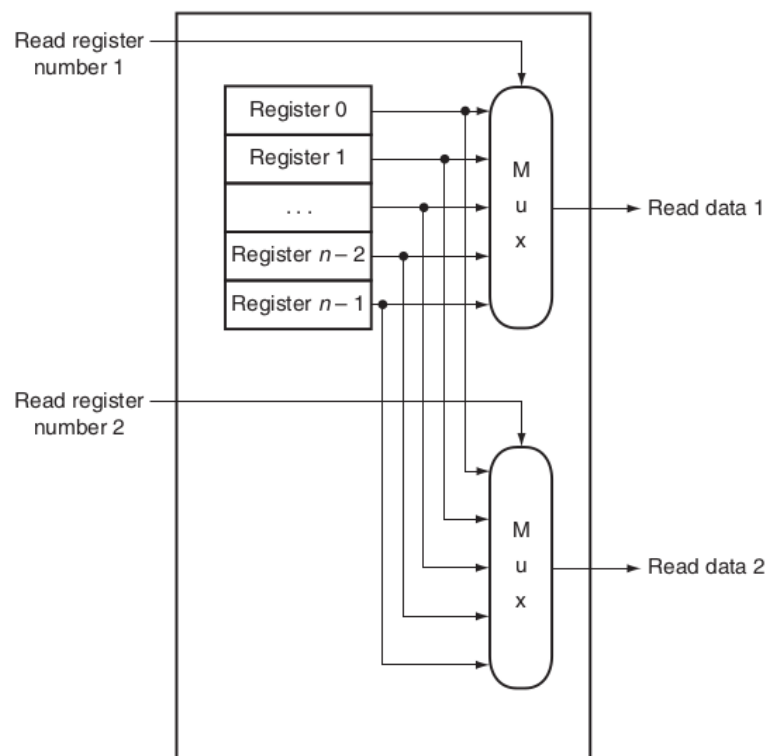 Read register
number 1
Register 0
Register 1
. . .
Register n – 2
Register n – 1
M
u
x
Read data 1
Read register
number 2
M
u
x
Read data 2